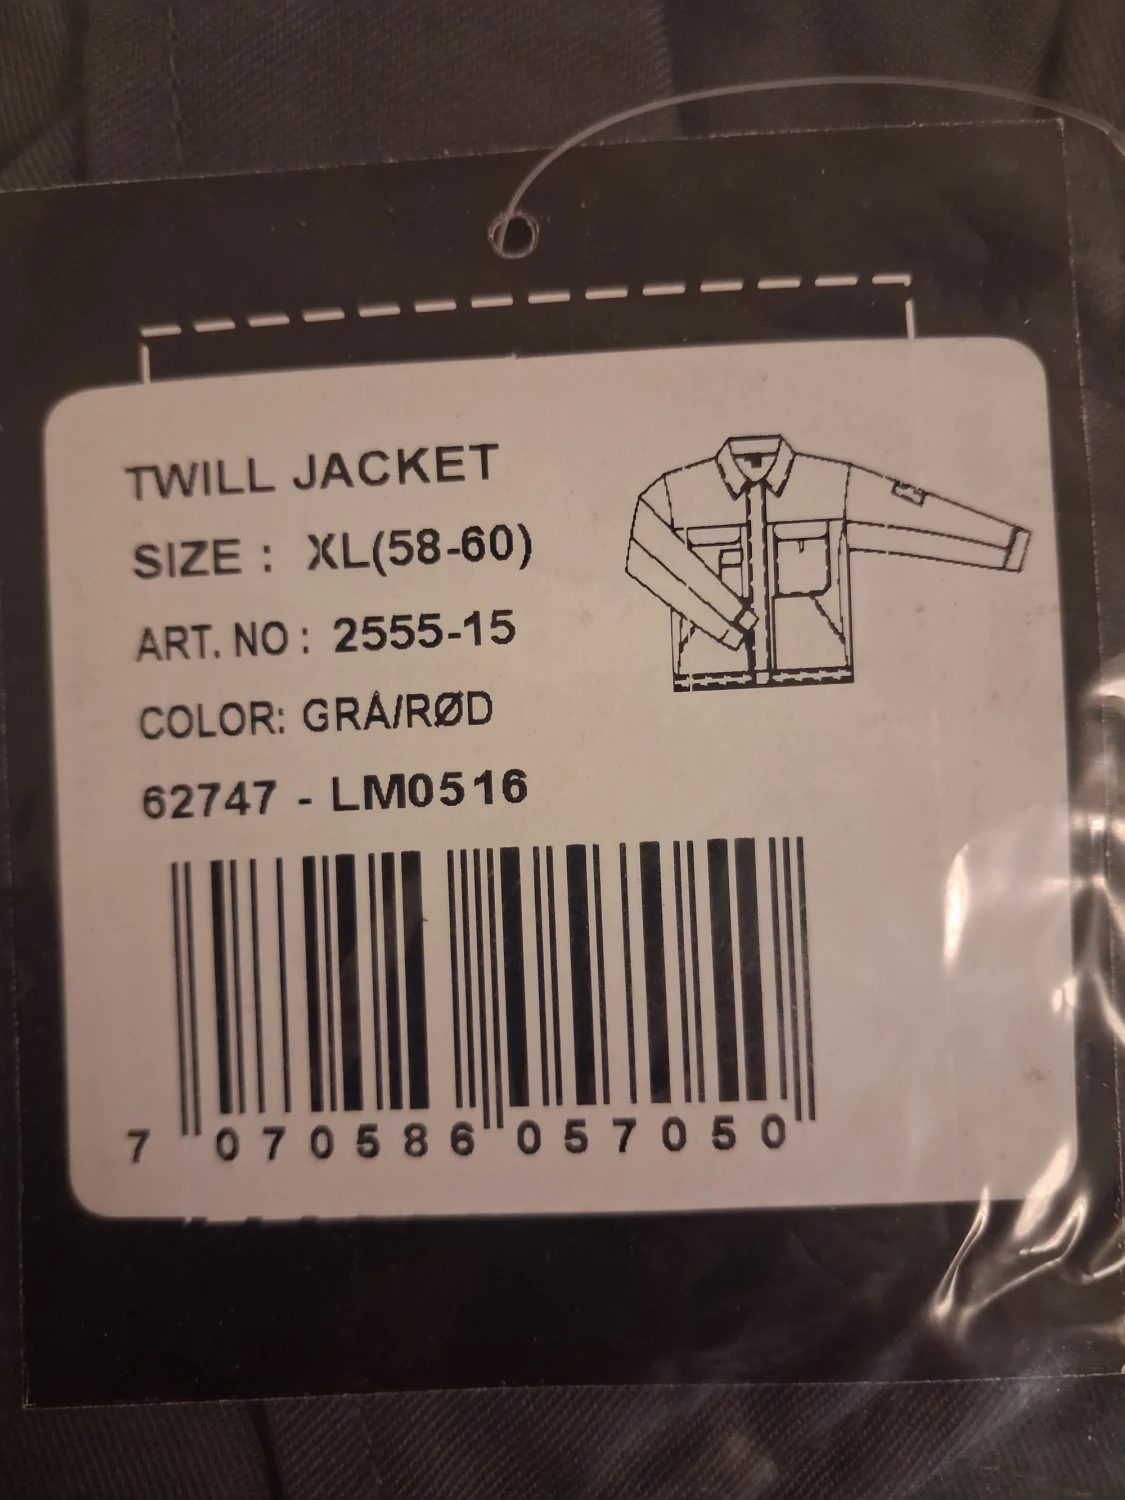 TWILL JACKET
SIZE : XL(58-60)
ART. NO : 2555-15
COLOR: GRÅ/RØD
62747 - LM0516
7 070586 057050